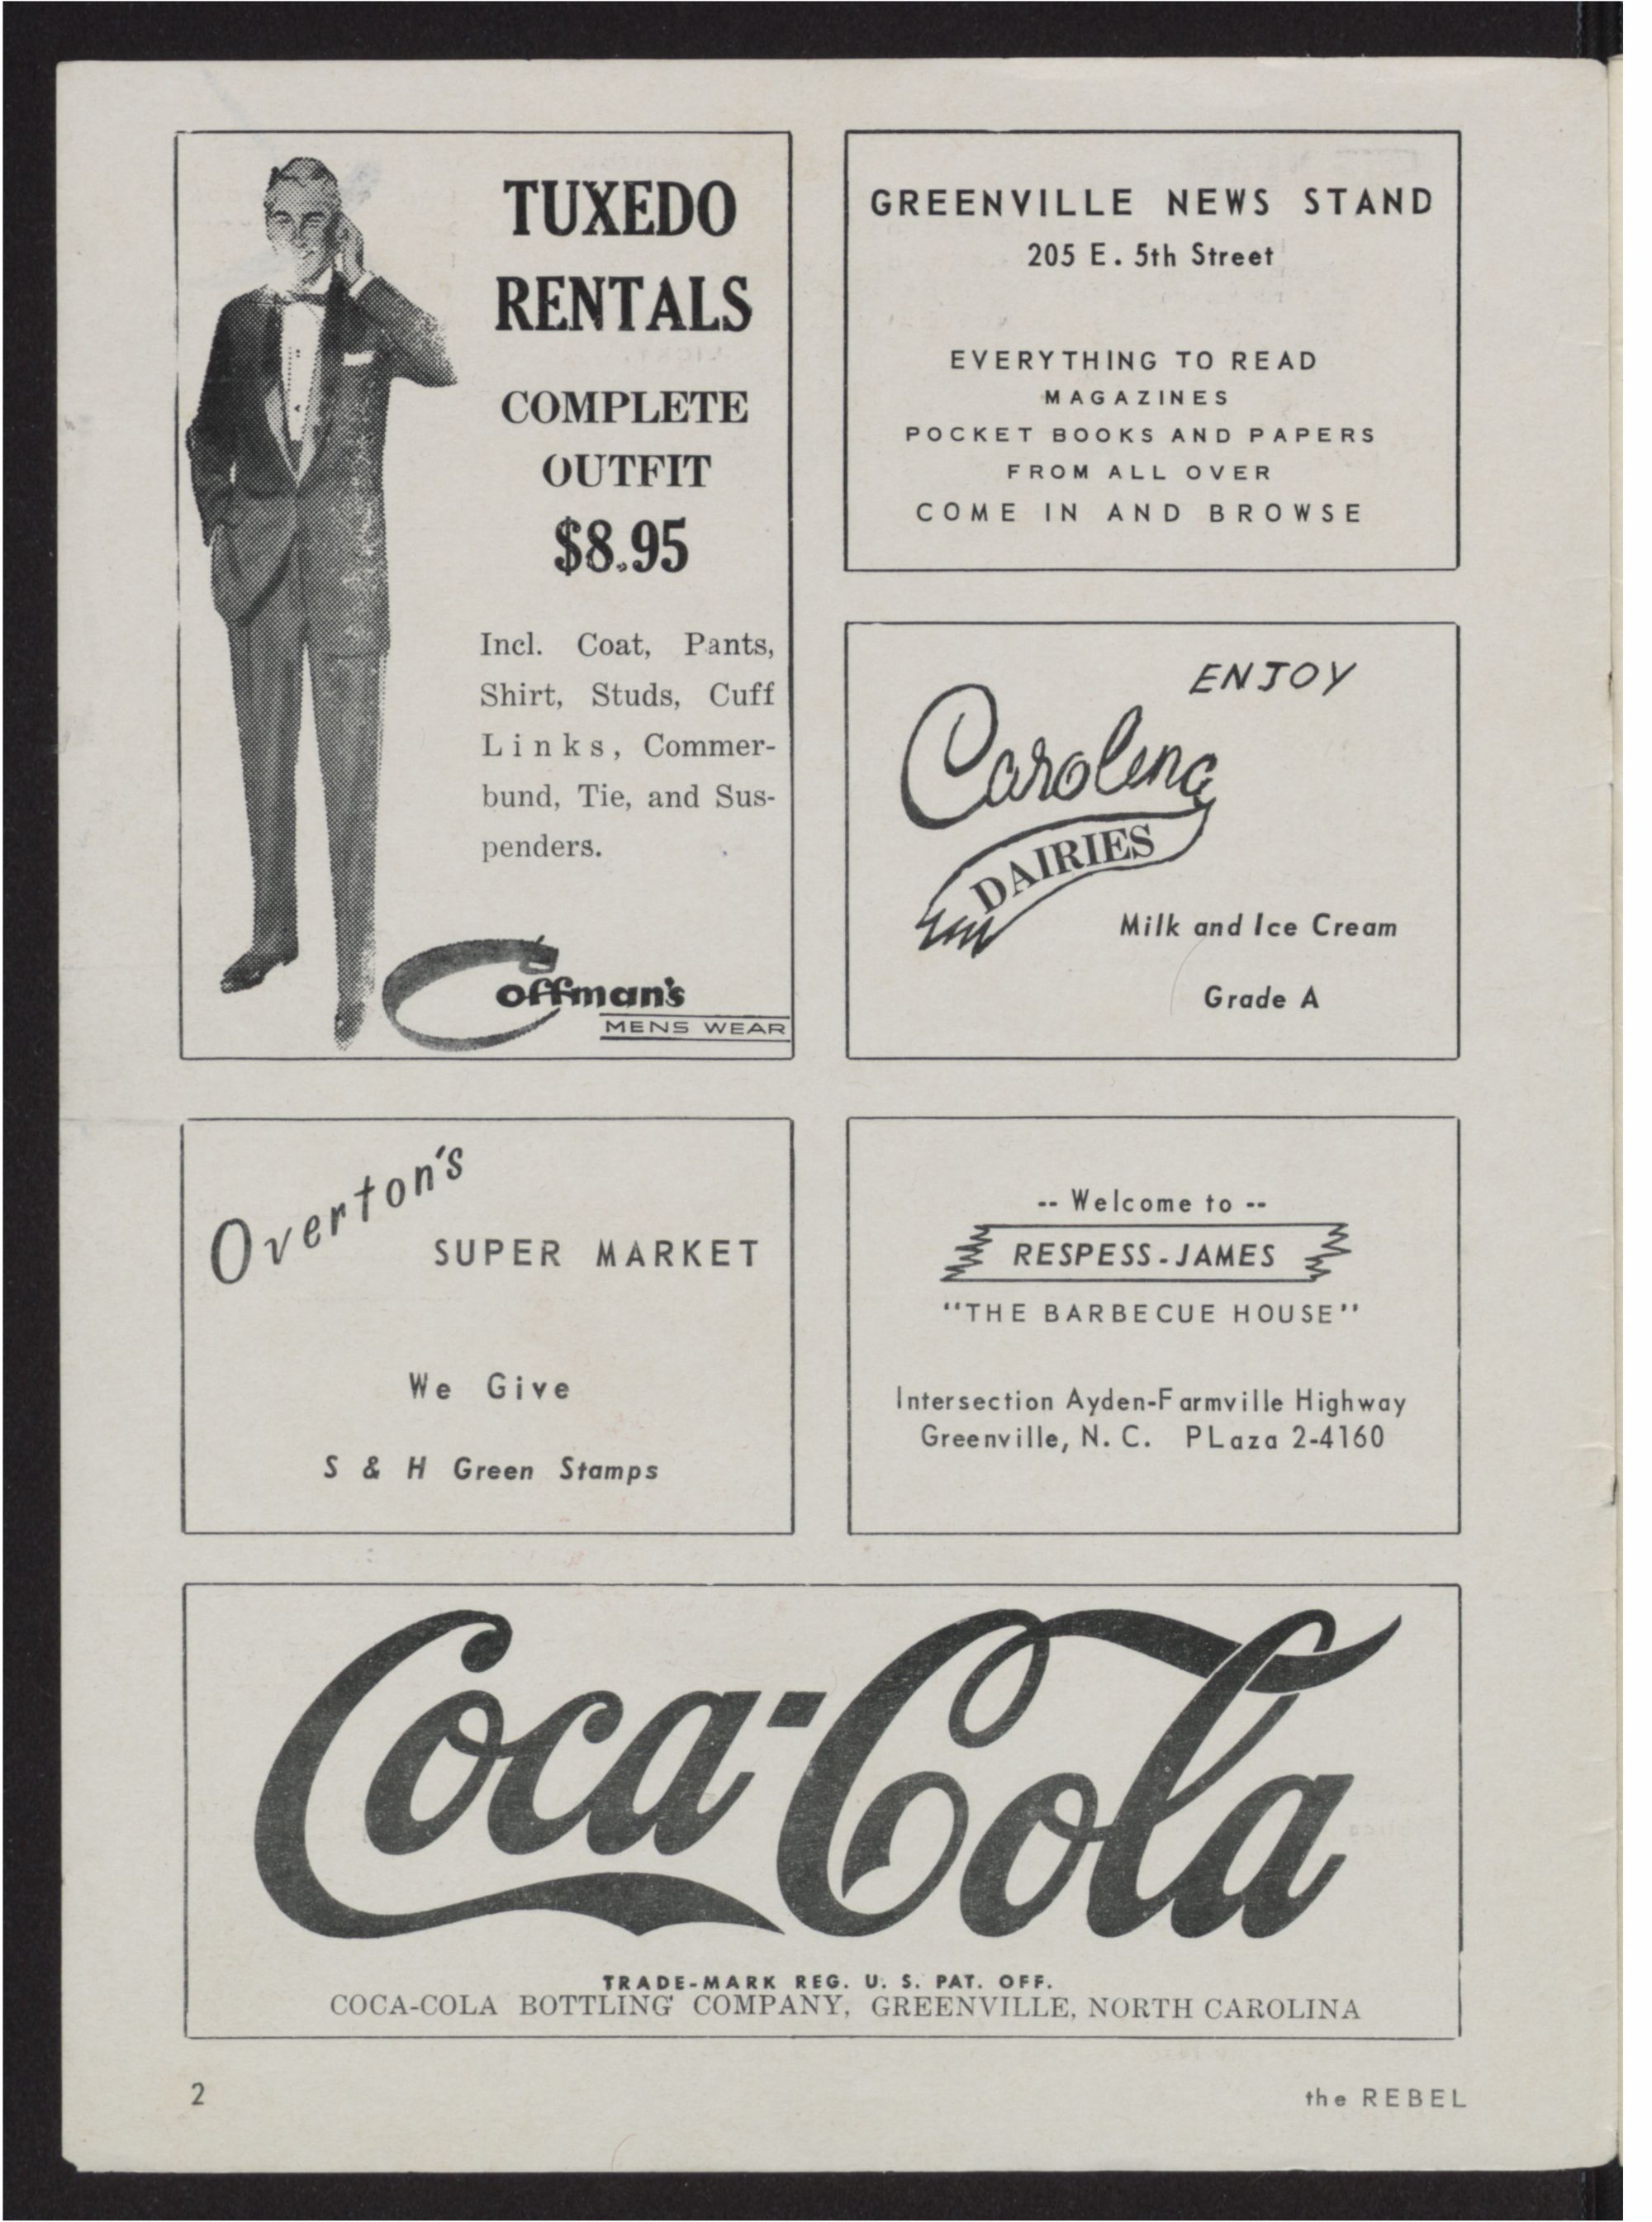 TUXEDO
RENTALS
COMPLETE
OUTFIT
$8.95
Incl. Coat, Pants,
Shirt, Studs, Cuff
Links, Commer-
bund, Tie, and Sus-
penders.
Coffman's
MENS WEAR
GREENVILLE NEWS STAND
205 E. 5th Street
EVERYTHING TO READ
MAGAZINES
POCKET BOOKS AND PAPERS
FROM ALL OVER
COME IN AND BROWSE
ENJOY
Carolina
DAIRIES
Milk and Ice Cream
Grade A
Overton's
SUPER MARKET
We Give
S & H Green Stamps
-- Welcome to --
RESPESS-JAMES
"THE BARBECUE HOUSE"
Intersection Ayden-Farmville Highway
Greenville, N. C. PLaza 2-4160
Coca-Cola
TRADE-MARK REG. U. S. PAT. OFF.
COCA-COLA BOTTLING COMPANY, GREENVILLE, NORTH CAROLINA
2
the REBEL